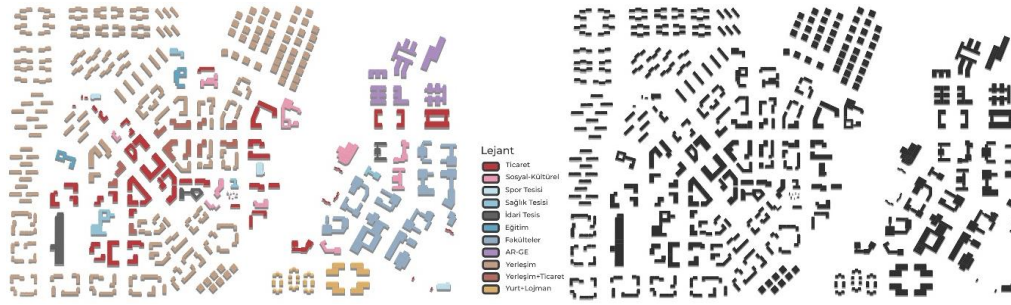 Lejant
Ticaret
Sosyal-Kültürel
Spor Tesisi
Sağlık Tesisi
İdari Tesis
Eğitim
Fakülteler
AR-GE
Yerleşim
Yerleşim+Ticaret
Yurt+Lojman